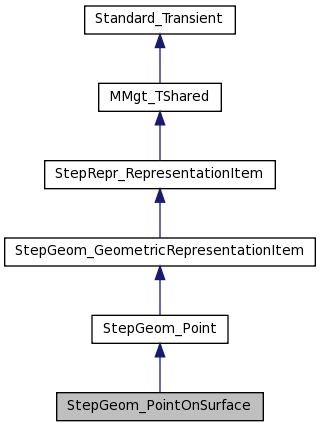 Standard_Transient
MMgt_TShared
StepRepr_RepresentationItem
StepGeom_GeometricRepresentationItem
StepGeom_Point
StepGeom_PointOnSurface